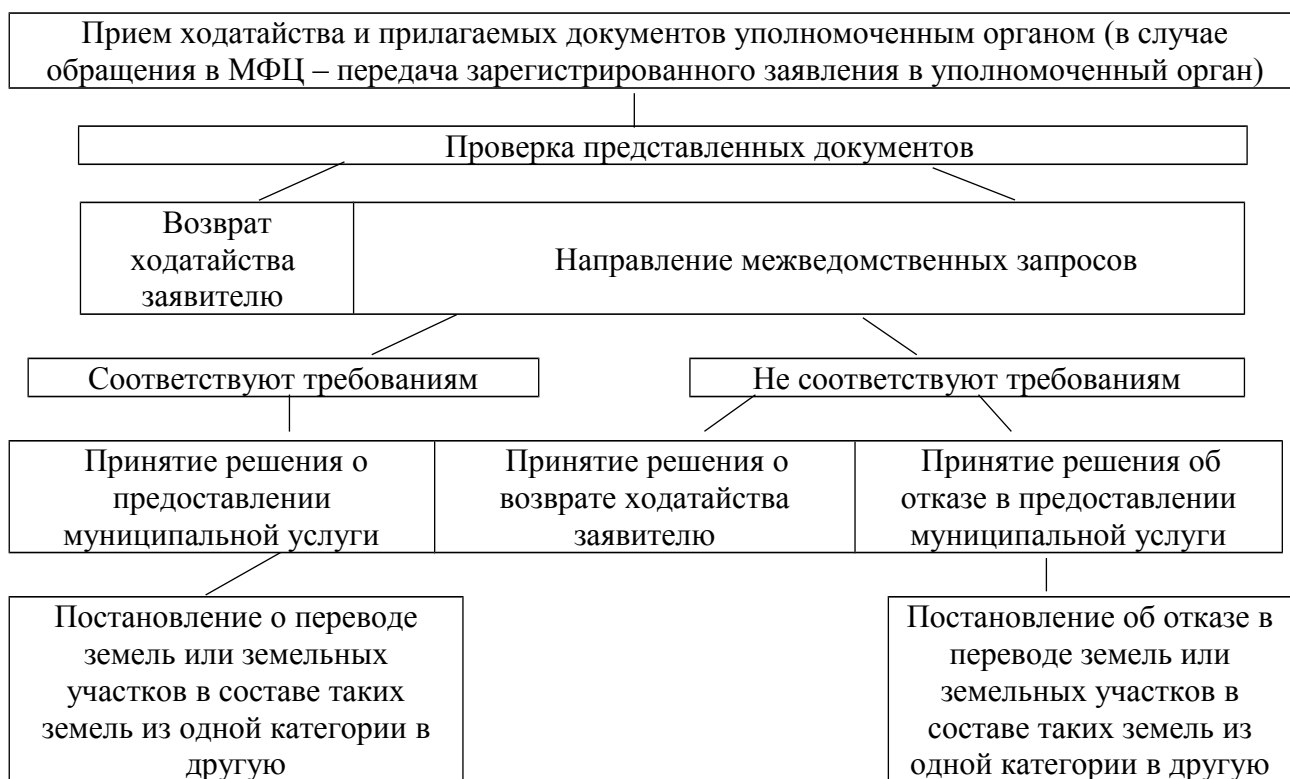 Прием ходатайства и прилагаемых документов уполномоченным органом (в случае
обращения в МФЦ – передача зарегистрированного заявления в уполномоченный орган)
Проверка представленных документов
Возврат
ходатайства
заявителю
Направление межведомственных запросов
Соответствуют требованиям
Не соответствуют требованиям
Принятие решения о
предоставлении
муниципальной услуги
Принятие решения о
возврате ходатайства
заявителю
Принятие решения об
отказе в предоставлении
муниципальной услуги
Постановление о переводе
земель или земельных
участков в составе таких
земель из одной категории в
другую
Постановление об отказе в
переводе земель или
земельных участков в
составе таких земель из
одной категории в другую